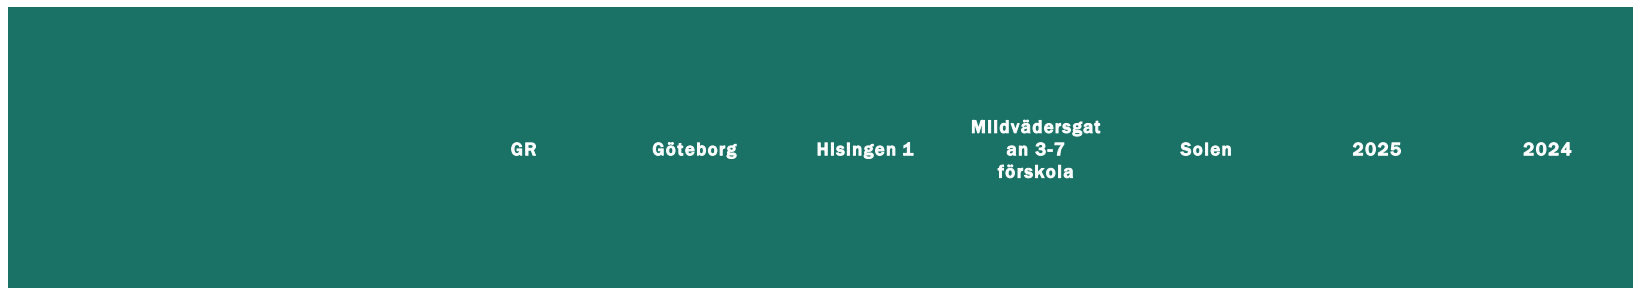 GR Göteborg Hisingen 1 Mildvädersgat
an 3-7
förskola Solen 2025 2024